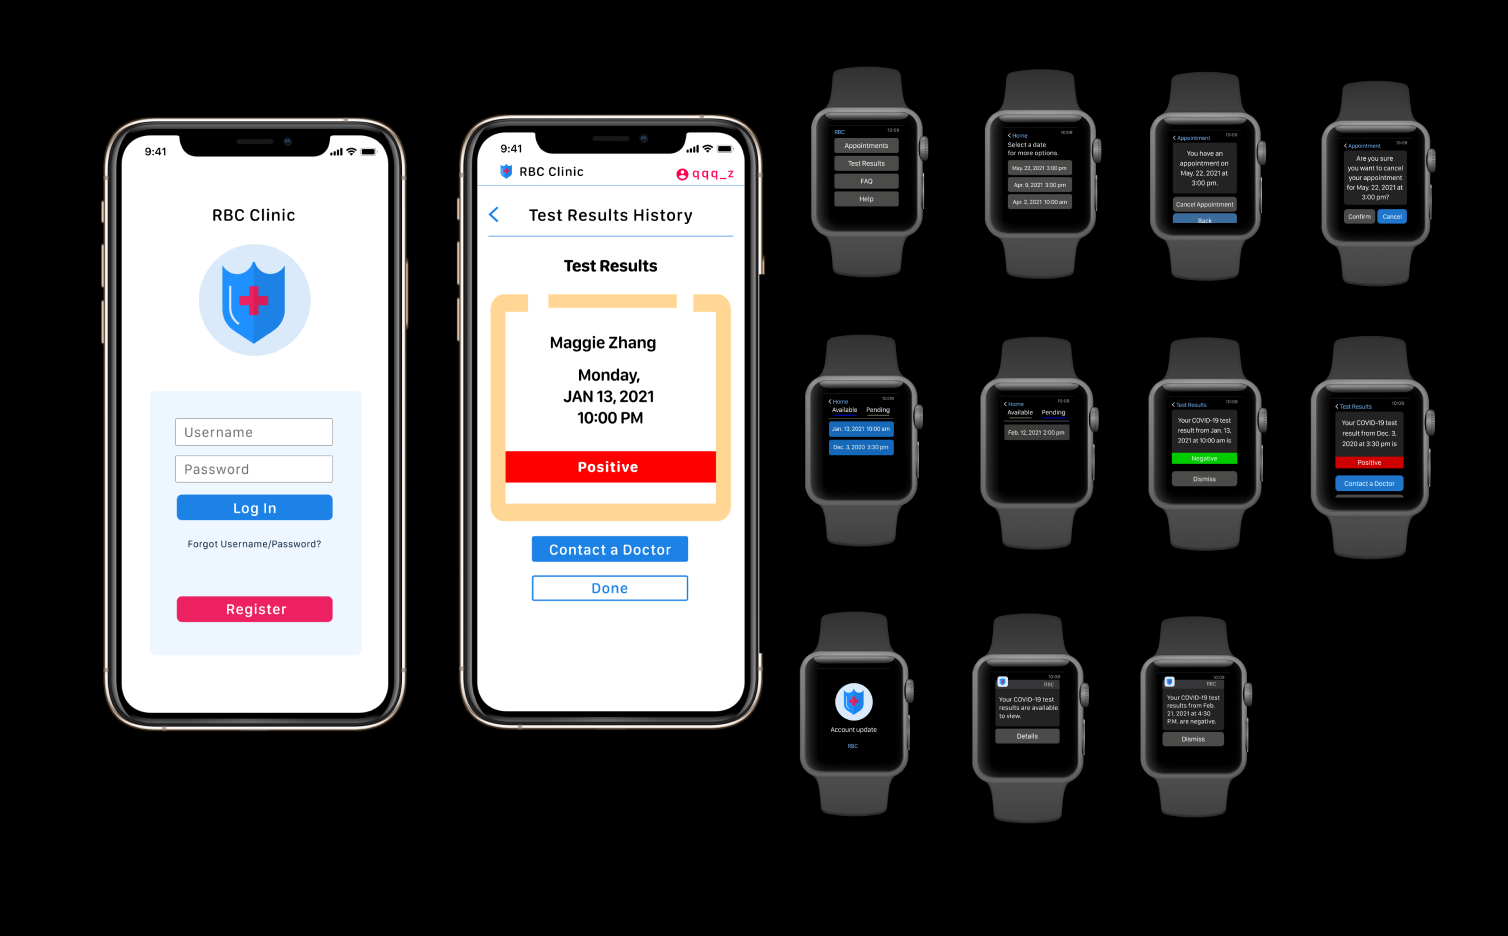 9:41
RBC Clinic
Username
Password
Log In
Forgot Username/Password?
Register
9:41
RBC Clinic
qqq_z
Test Results History
Test Results
Maggie Zhang
Monday,
JAN 13, 2021
10:00 PM
Positive
Contact a Doctor
Done
RBC
10:09
Appointments
Test Results
FAQ
Help
10:09
Home
Select a date
for more options.
May. 22, 2021 3:00 pm
Apr. 9, 2021 3:00 pm
Apr. 2, 2021 10:00 am
10:09
Appointment
You have an
appointment on
May. 22, 2021 at
3:00 pm.
Cancel Appointment
Back
10:09
Appointment
Are you sure
you want to cancel
your appointment
for May. 22, 2021 at
3:00 pm?
Confirm
Cancel
10:09
Home
Available
Pending
Jan. 13, 2021 10:00 am
Dec. 3, 2020 3:30 pm
10:09
Home
Available
Pending
Feb. 12, 2021 2:00 pm
10:09
Test Results
Your COVID-19 test
result from Jan. 13,
2021 at 10:00 am is
Negative
Dismiss
10:09
Test Results
Your COVID-19 test
result from Dec. 3,
2020 at 3:30 pm is
Positive
Contact a Doctor
Account update
RBC
10:09
RBC
Your COVID-19 test
results are available
to view.
Details
10:09
RBC
Your COVID-19 test
results from Feb.
21, 2021 at 4:30
P.M. are negative.
Dismiss